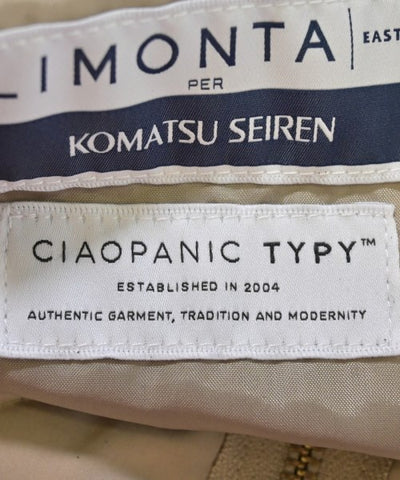 LIMONTA | EAST
PER
KOMATSU SEIREN
CIAOPANIC TYPY™
ESTABLISHED IN 2004
AUTHENTIC GARMENT, TRADITION AND MODERNITY